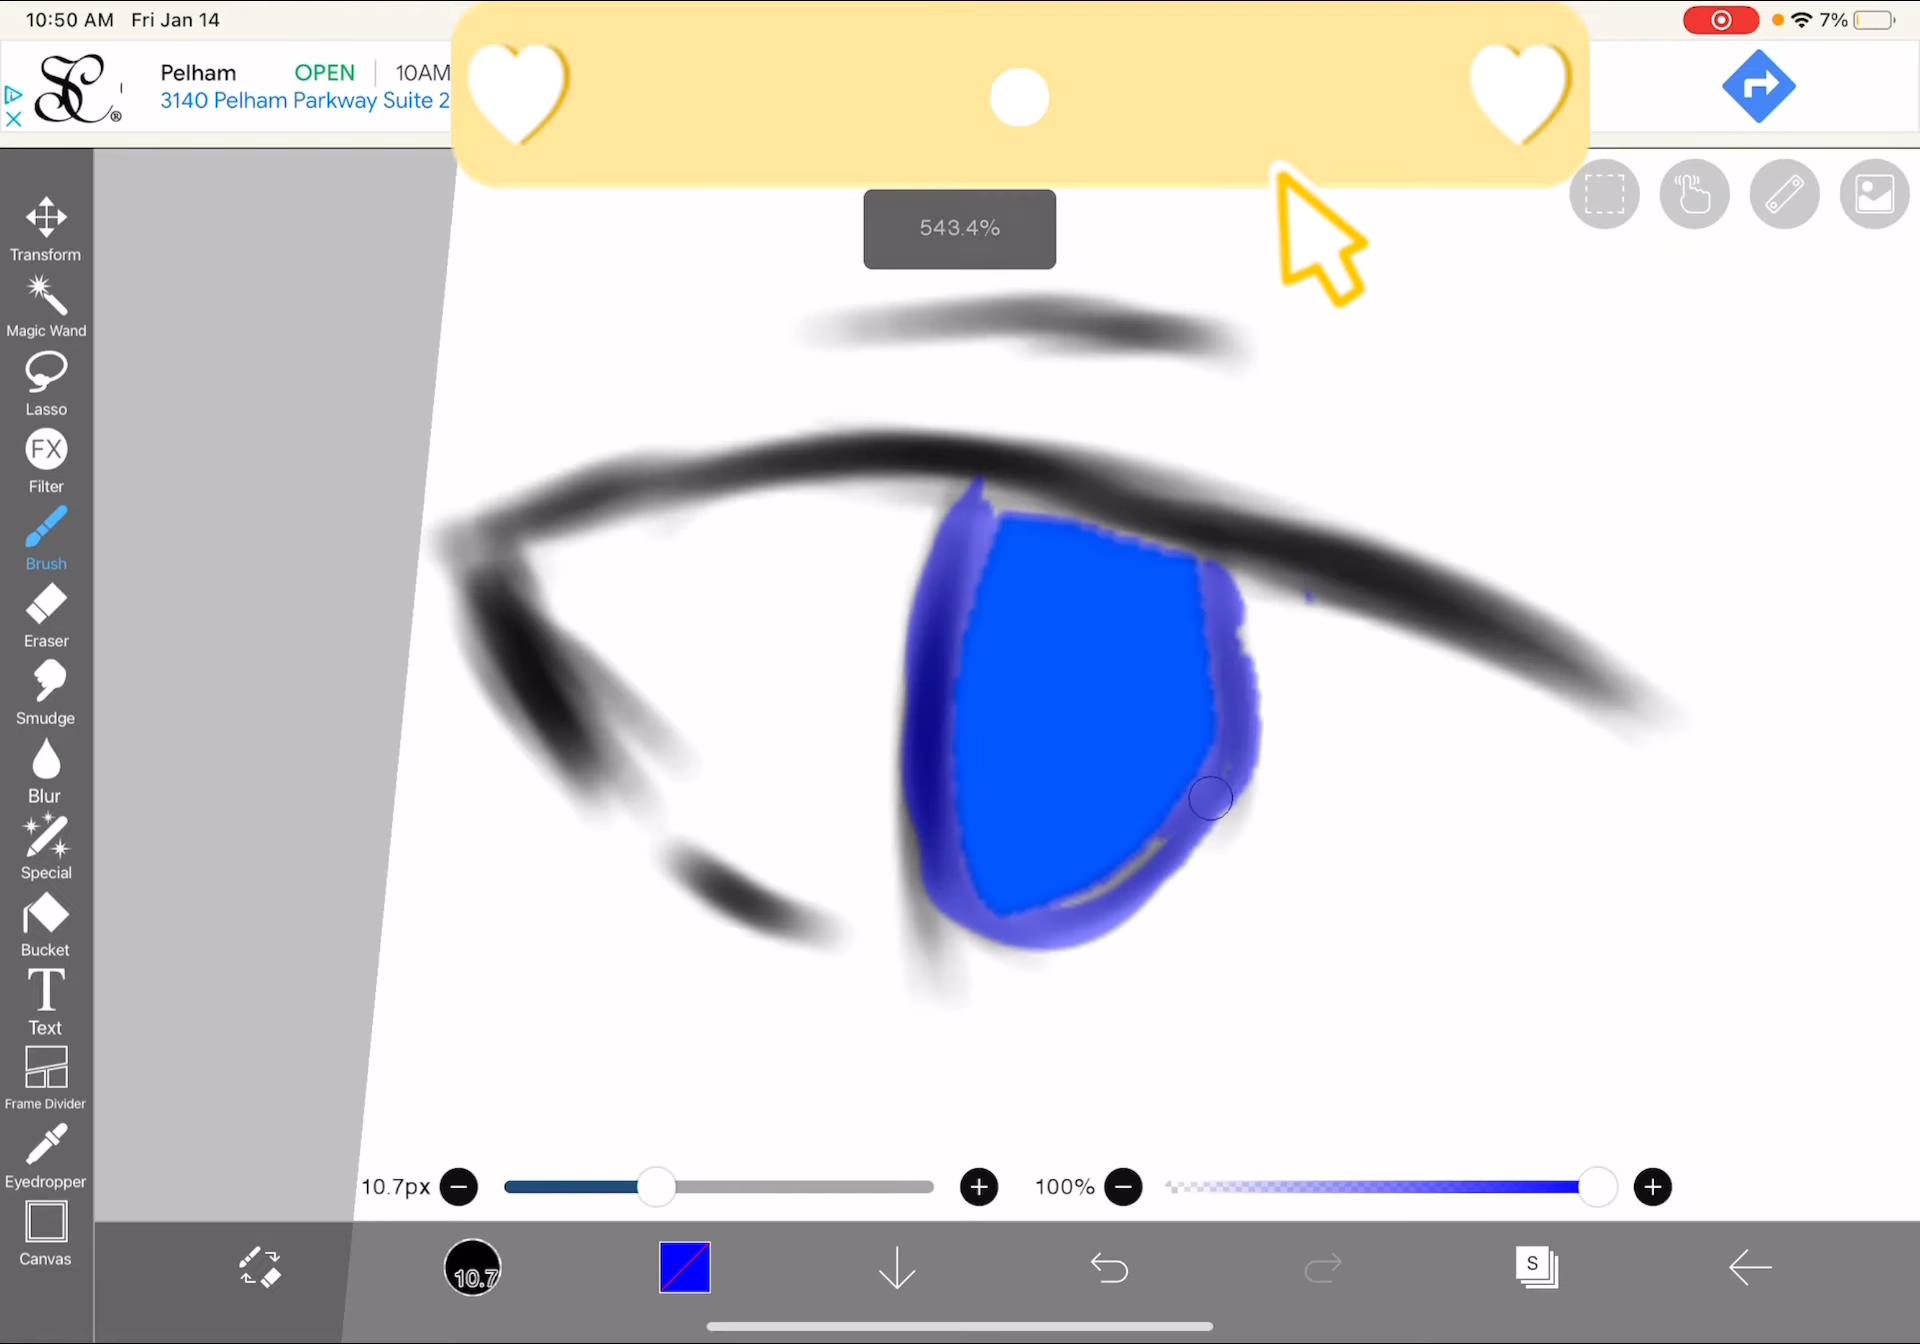 10:50 AM Fri Jan 14
7%
SC®
Pelham OPEN 10AM
3140 Pelham Parkway Suite 2
543.4%
Transform
Magic Wand
Lasso
FX
Filter
Brush
Eraser
Smudge
Blur
Special
Bucket
T
Text
Frame Divider
Eyedropper
Canvas
10.7px
100%
10.7
S